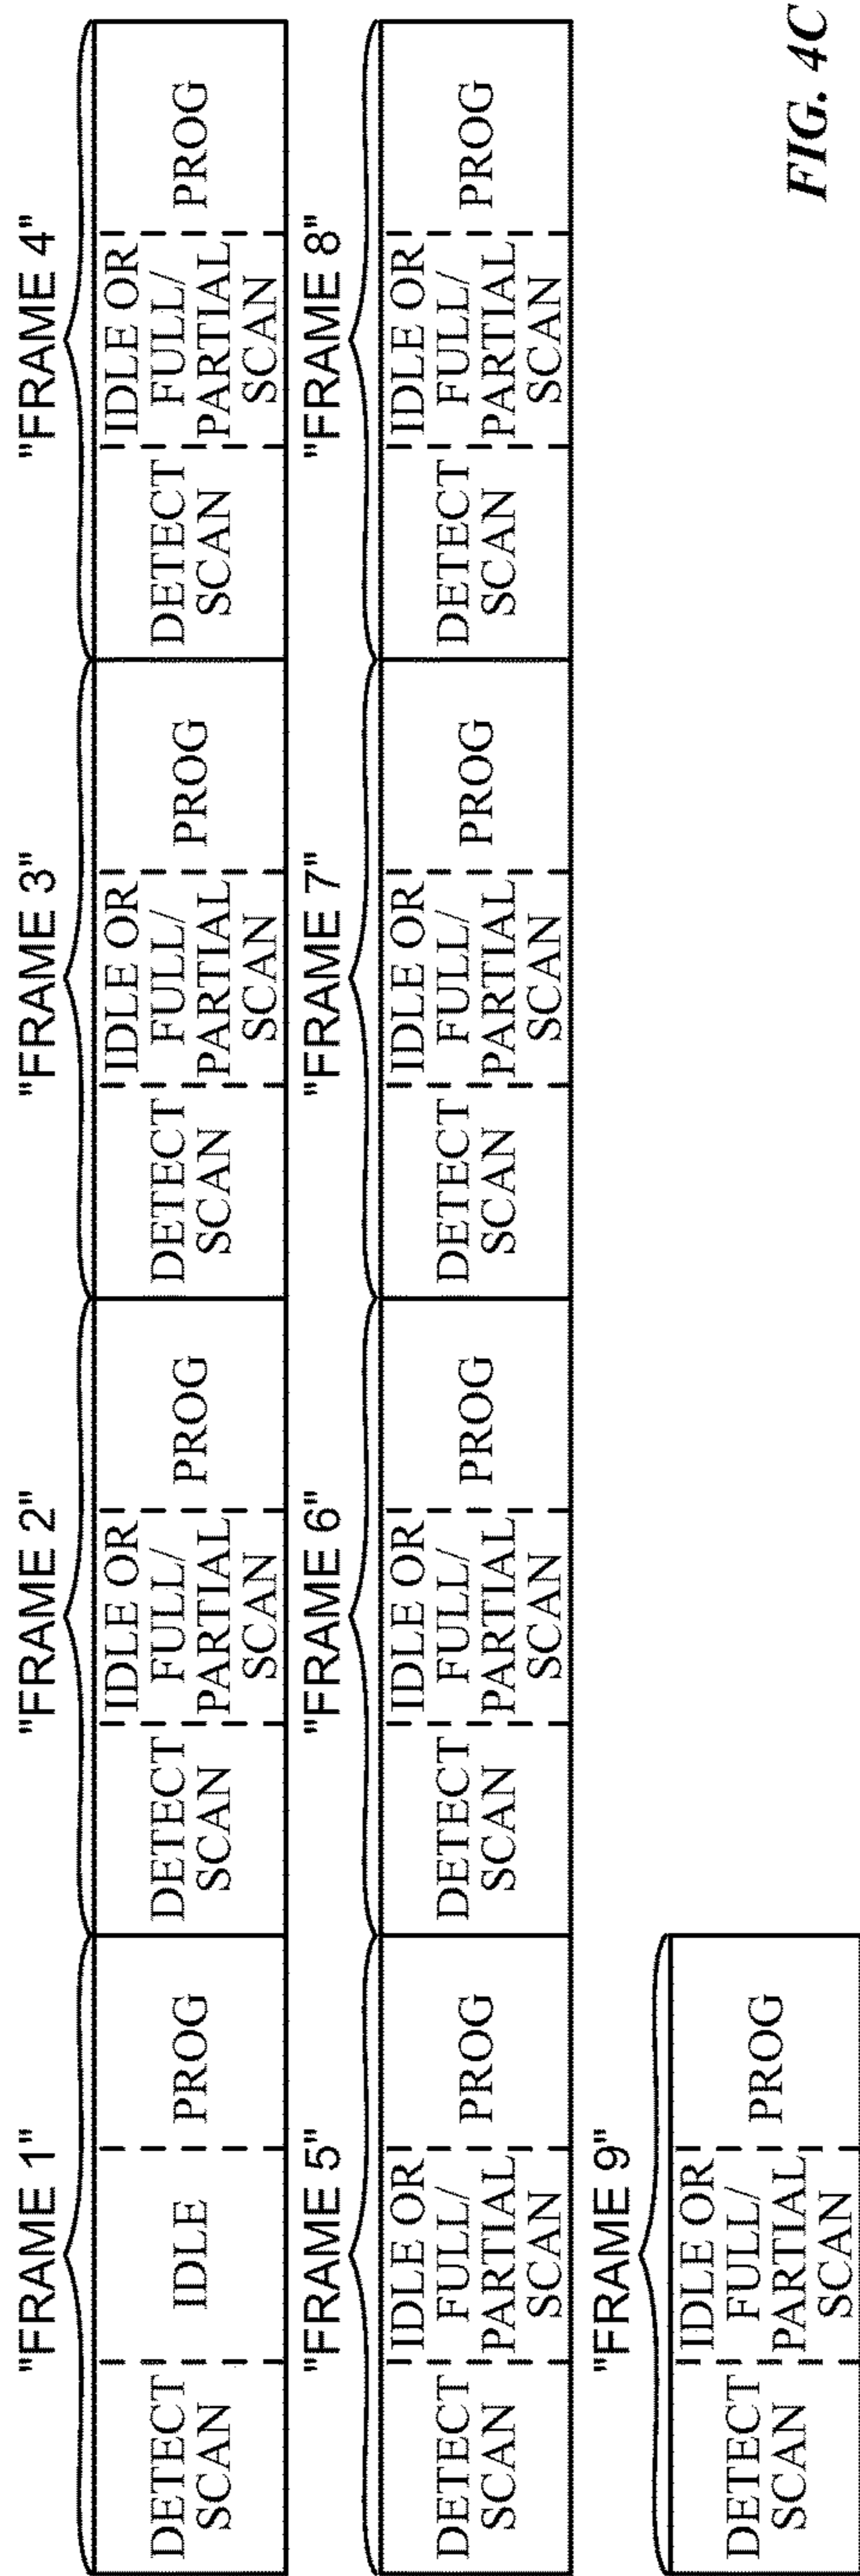 "FRAME 1"
DETECT
SCAN
IDLE
PROG
"FRAME 2"
DETECT
SCAN
IDLE OR
FULL/
PARTIAL
SCAN
PROG
"FRAME 3"
DETECT
SCAN
IDLE OR
FULL/
PARTIAL
SCAN
PROG
"FRAME 4"
DETECT
SCAN
IDLE OR
FULL/
PARTIAL
SCAN
PROG
"FRAME 5"
DETECT
SCAN
IDLE OR
FULL/
PARTIAL
SCAN
PROG
"FRAME 6"
DETECT
SCAN
IDLE OR
FULL/
PARTIAL
SCAN
PROG
"FRAME 7"
DETECT
SCAN
IDLE OR
FULL/
PARTIAL
SCAN
PROG
"FRAME 8"
DETECT
SCAN
IDLE OR
FULL/
PARTIAL
SCAN
PROG
"FRAME 9"
DETECT
SCAN
IDLE OR
FULL/
PARTIAL
SCAN
PROG
FIG. 4C